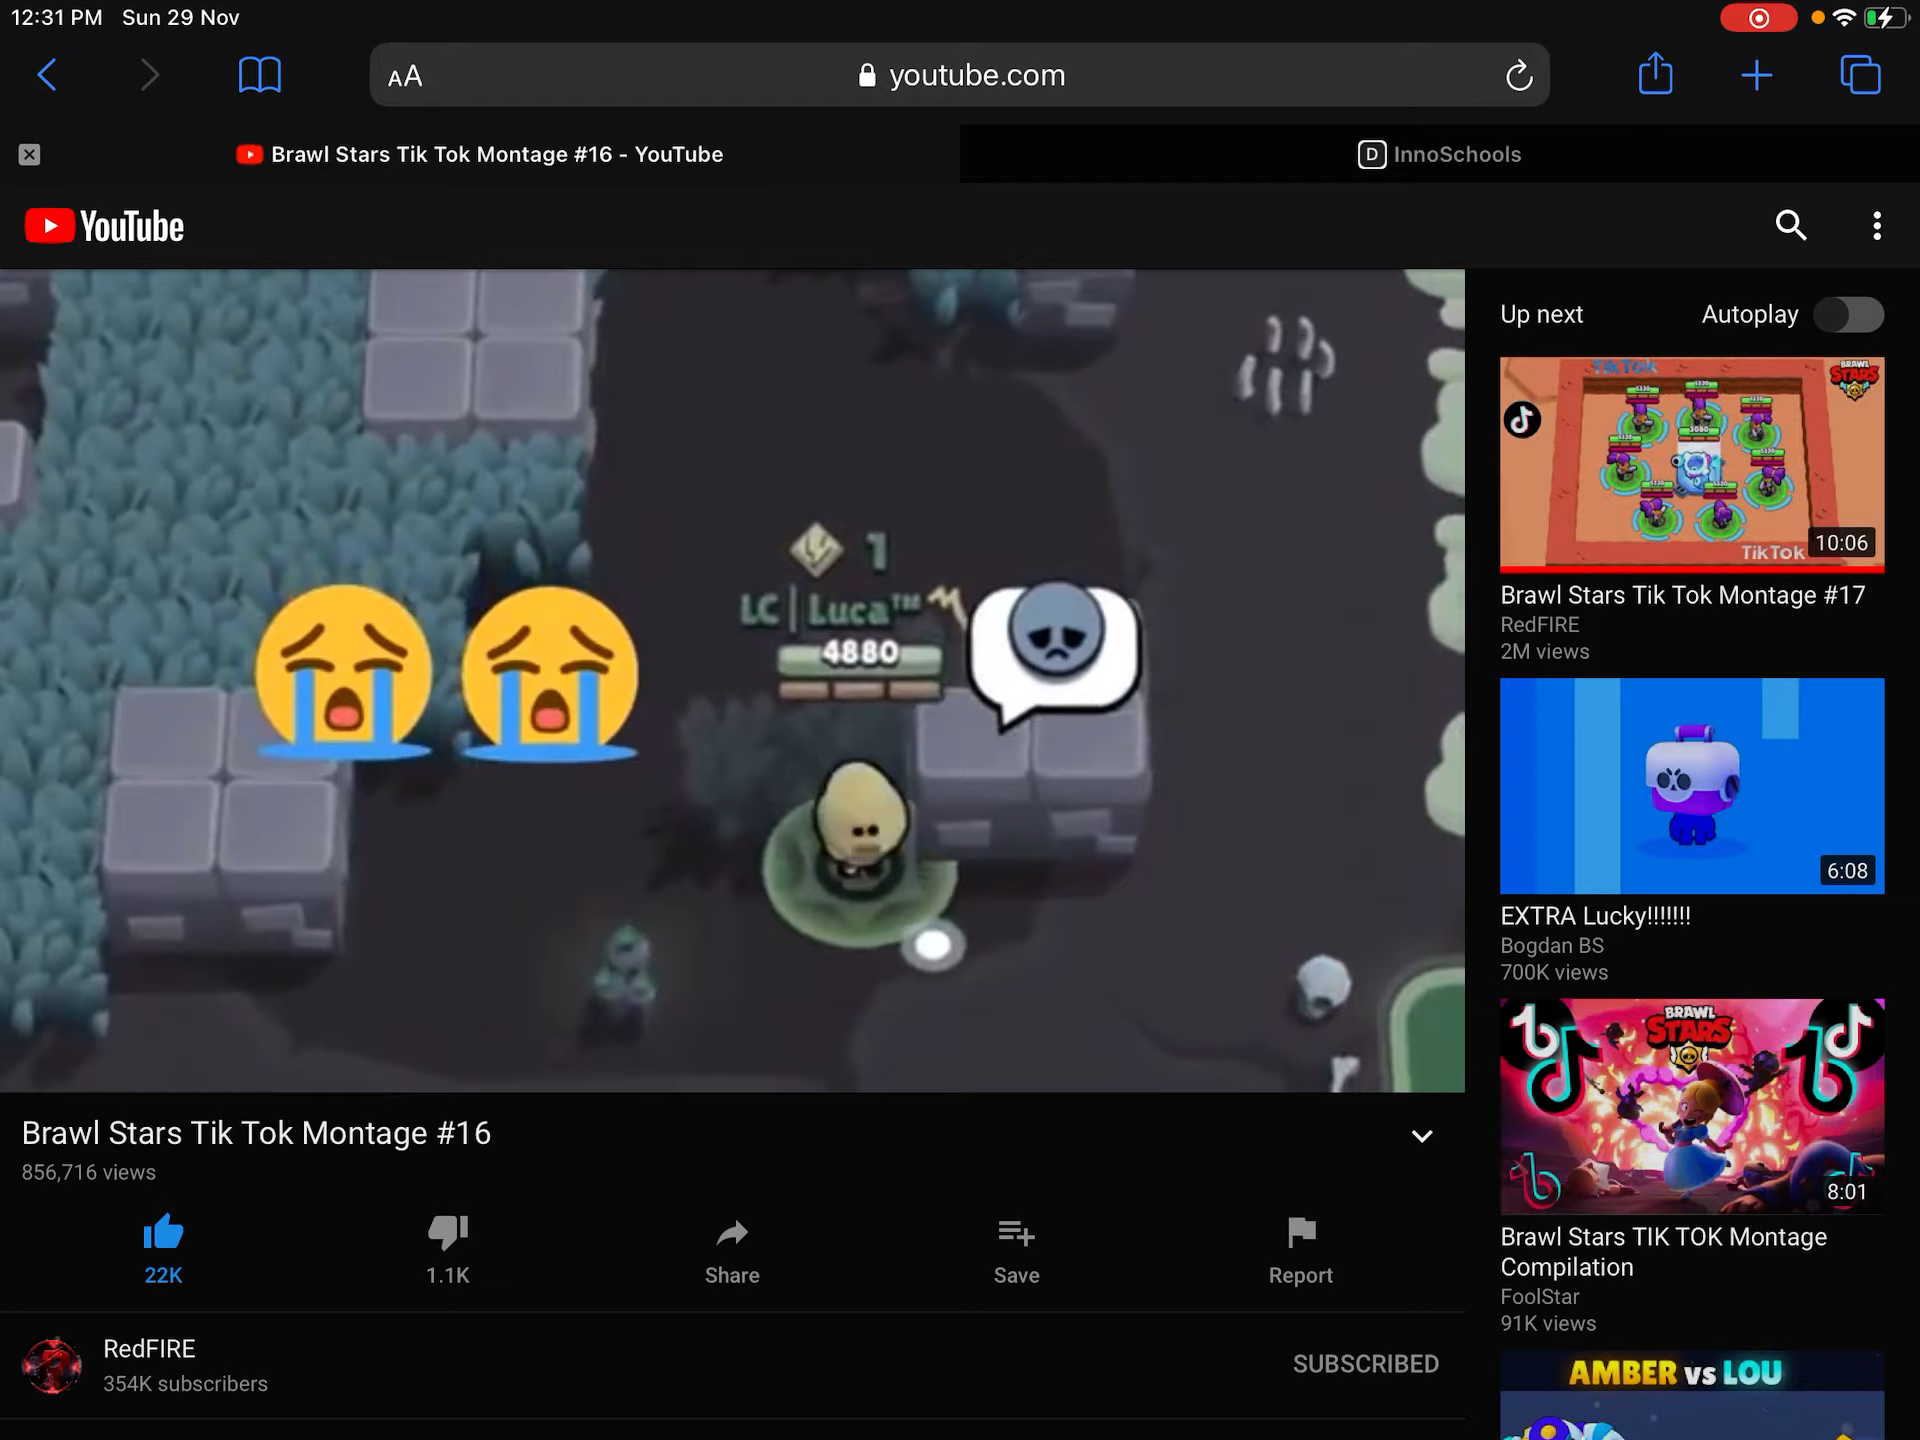 12:31 PM Sun 29 Nov
AA
youtube.com
Brawl Stars Tik Tok Montage #16 - YouTube
D InnoSchools
YouTube
1
LC | Luca™
4880
Up next
Autoplay
TikTok
BRAWL STARS
TikTok
10:06
Brawl Stars Tik Tok Montage #17
RedFIRE
2M views
6:08
EXTRA Lucky!!!!!!!
Bogdan BS
700K views
BRAWL
STARS
8:01
Brawl Stars TIK TOK Montage
Compilation
FoolStar
91K views
AMBER vs LOU
Brawl Stars Tik Tok Montage #16
856,716 views
22K
1.1K
Share
Save
Report
RedFIRE
354K subscribers
SUBSCRIBED